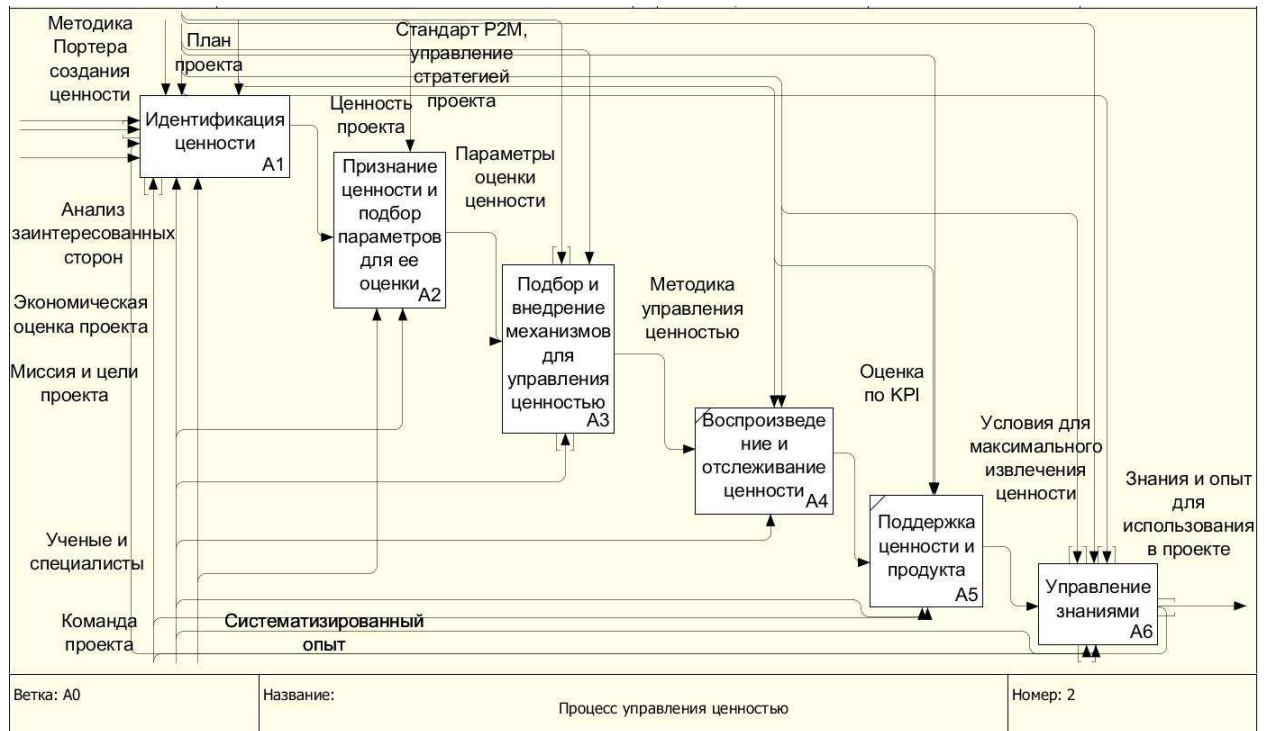 Методика
Портера
создания
ценности
План
проекта
Стандарт P2M,
управление
стратегией
проекта
Идентификация
ценности
A1
Ценность
проекта
Признание
ценности и
подбор
параметров
для ее
оценки
A2
Параметры
оценки
ценности
Анализ
заинтересованных
сторон
Экономическая
оценка проекта
Миссия и цели
проекта
Подбор и
внедрение
механизмов
для
управления
ценностью
A3
Методика
управления
ценностью
Воспроизведе
ние и
отслеживание
ценности
A4
Оценка
по KPI
Поддержка
ценности и
продукта
A5
Условия для
максимального
извлечения
ценности
Знания и опыт
для
использования
в проекте
Управление
знаниями
A6
Ученые и
специалисты
Команда
проекта
Систематизированный
опыт
Ветка: A0
Название:
Процесс управления ценностью
Номер: 2